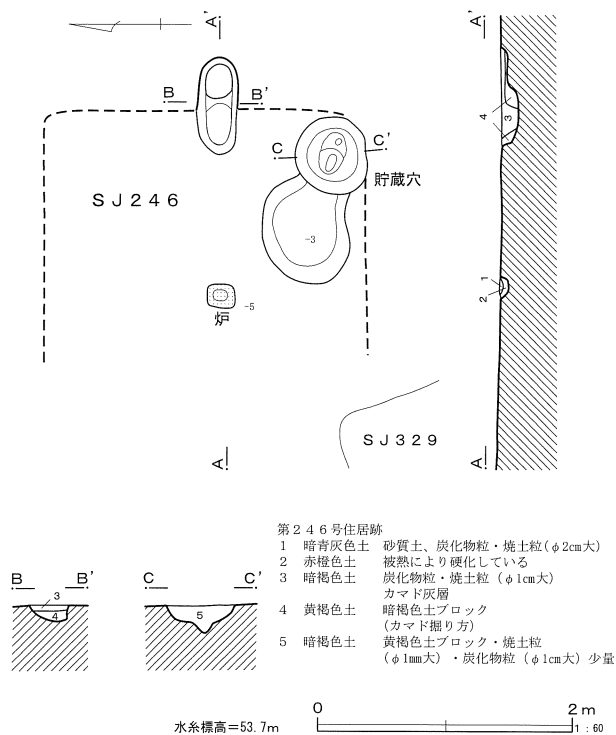 A'
A'
B
B'
C
C'
貯蔵穴
SJ246
-3
炉
-5
SJ329
A
A
3
4
1
2
第246号住居跡
1 暗青灰色土 砂質土、炭化物粒・焼土粒(φ2cm大)
2 赤橙色土 被熱により硬化している
3 暗褐色土 炭化物粒・焼土粒(φ1cm大)
カマド灰層
4 黄褐色土 暗褐色土ブロック
(カマド掘り方)
5 暗褐色土 黄褐色土ブロック・焼土粒
(φ1mm大)・炭化物粒(φ1cm大)少量
B B'
3
4
C C'
5
水糸標高=53.7m
0 2m
1:60